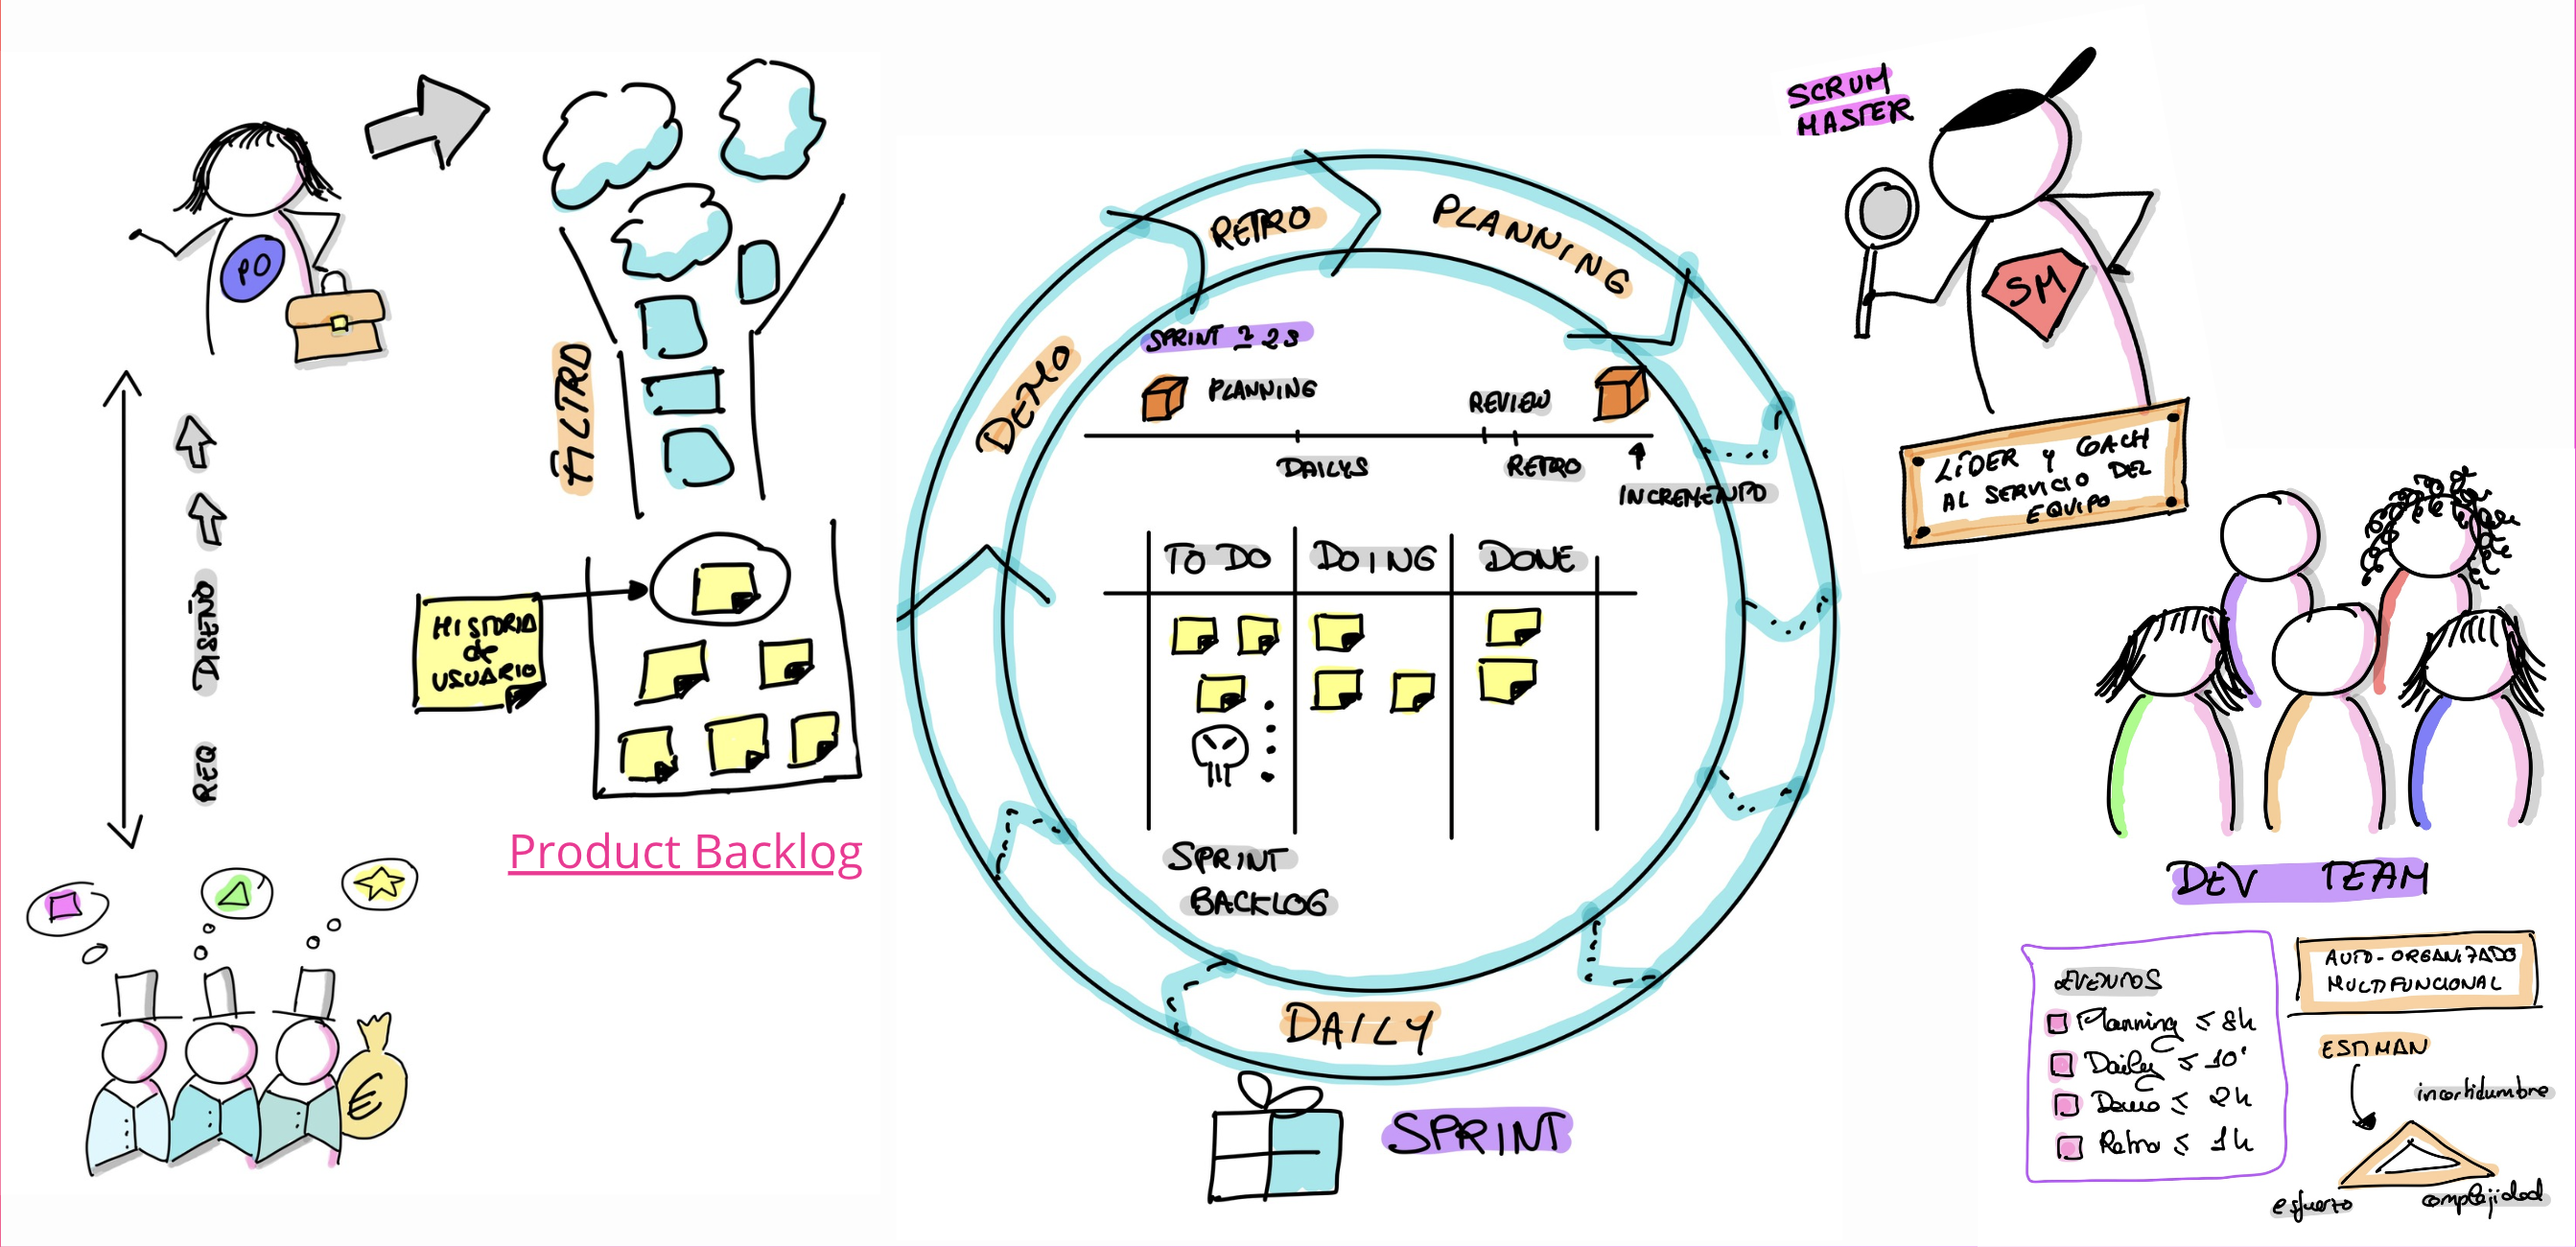 PO
FILTRO
HISTORIA
de
USUARIO
REQ DISEÑO
Product Backlog
€
RETRO
PLANNING
DEMO
DAILY
SPRINT
PLANNING
REVIEW
DAILYS
RETRO
INCREMENTO
TO DO
DOING
DONE
SPRINT
BACKLOG
SPRINT
SCRUM
MASTER
SM
LÍDER Y COACH
AL SERVICIO DEL
EQUIPO
DEV TEAM
EVENTOS
Planning ≤ 8h
Daily ≤ 10'
Demo ≤ 2h
Retro ≤ 1h
AUTO-ORGANIZADO
MULTIFUNCIONAL
ESTIMAN
incertidumbre
esfuerzo
complejidad